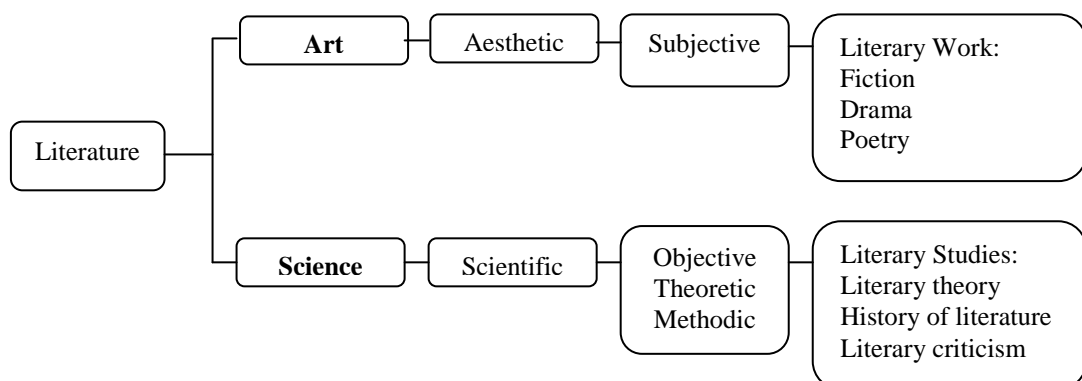 Literature
Art
Aesthetic
Subjective
Literary Work:
Fiction
Drama
Poetry
Science
Scientific
Objective
Theoretic
Methodic
Literary Studies:
Literary theory
History of literature
Literary criticism